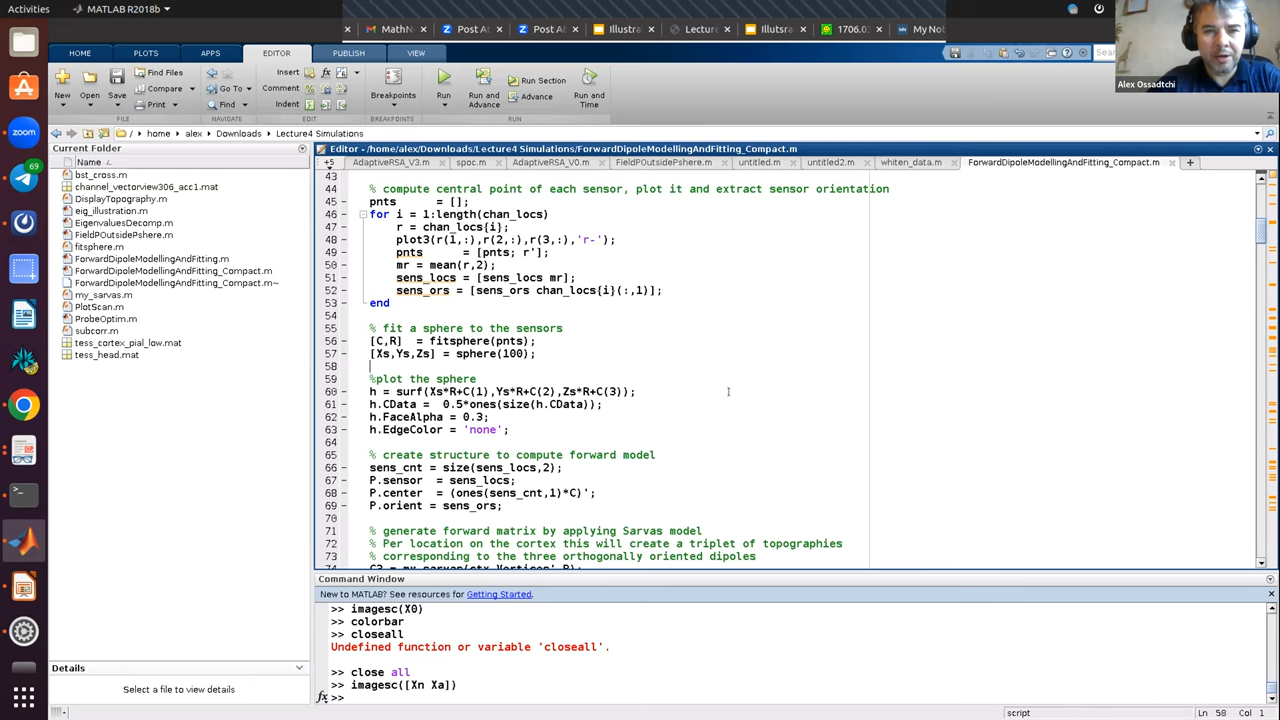 Activities
MATLAB R2018b
MathN
Post Al
Post Al
Illustra
Lecture
Illutsra
1706.0
My Not
Alex Ossadtchi
HOME
PLOTS
APPS
EDITOR
PUBLISH
VIEW
New
Open
Save
Find Files
Compare
Print
Go To
Find
Insert
Comment
Indent
Breakpoints
Run
Run and Advance
Run Section
Advance
Run and Time
FILE
NAVIGATE
EDIT
BREAKPOINTS
RUN
/ home alex Downloads Lecture4 Simulations
Current Folder
Name
bst_cross.m
channel_vectorview306_acc1.mat
DisplayTopography.m
eig_illustration.m
EigenvaluesDecomp.m
FieldPOutsidePshere.m
fitsphere.m
ForwardDipoleModellingAndFitting.m
ForwardDipoleModellingAndFitting_Compact.m
ForwardDipoleModellingAndFitting_Compact.m~
my_sarvas.m
PlotScan.m
ProbeOptim.m
subcorr.m
tess_cortex_pial_low.mat
tess_head.mat
Details
Select a file to view details
Editor - /home/alex/Downloads/Lecture4 Simulations/ForwardDipoleModellingAndFitting_Compact.m
+5
AdaptiveRSA_V3.m
spoc.m
AdaptiveRSA_V0.m
FieldPOutsidePshere.m
untitled.m
untitled2.m
whiten_data.m
ForwardDipoleModellingAndFitting_Compact.m
43
44 % compute central point of each sensor, plot it and extract sensor orientation
45 - pnts = [];
46 - for i = 1:length(chan_locs)
47 - r = chan_locs{i};
48 - plot3(r(1,:),r(2,:),r(3,:),'r-');
49 - pnts = [pnts; r'];
50 - mr = mean(r,2);
51 - sens_locs = [sens_locs mr];
52 - sens_ors = [sens_ors chan_locs{i}(:,1)];
53 - end
54
55 % fit a sphere to the sensors
56 - [C,R] = fitsphere(pnts);
57 - [Xs,Ys,Zs] = sphere(100);
58
59 %plot the sphere
60 - h = surf(Xs*R+C(1),Ys*R+C(2),Zs*R+C(3));
61 - h.CData = 0.5*ones(size(h.CData));
62 - h.FaceAlpha = 0.3;
63 - h.EdgeColor = 'none';
64
65 % create structure to compute forward model
66 - sens_cnt = size(sens_locs,2);
67 - P.sensor = sens_locs;
68 - P.center = (ones(sens_cnt,1)*C)';
69 - P.orient = sens_ors;
70
71 % generate forward matrix by applying Sarvas model
72 % Per location on the cortex this will create a triplet of topographies
73 % corresponding to the three orthogonally oriented dipoles
Command Window
New to MATLAB? See resources for Getting Started.
>> imagesc(X0)
>> colorbar
>> closeall
Undefined function or variable 'closeall'.
>> close all
>> imagesc([Xn Xa])
fx >>
script
Ln 58 Col 1
zoom
69